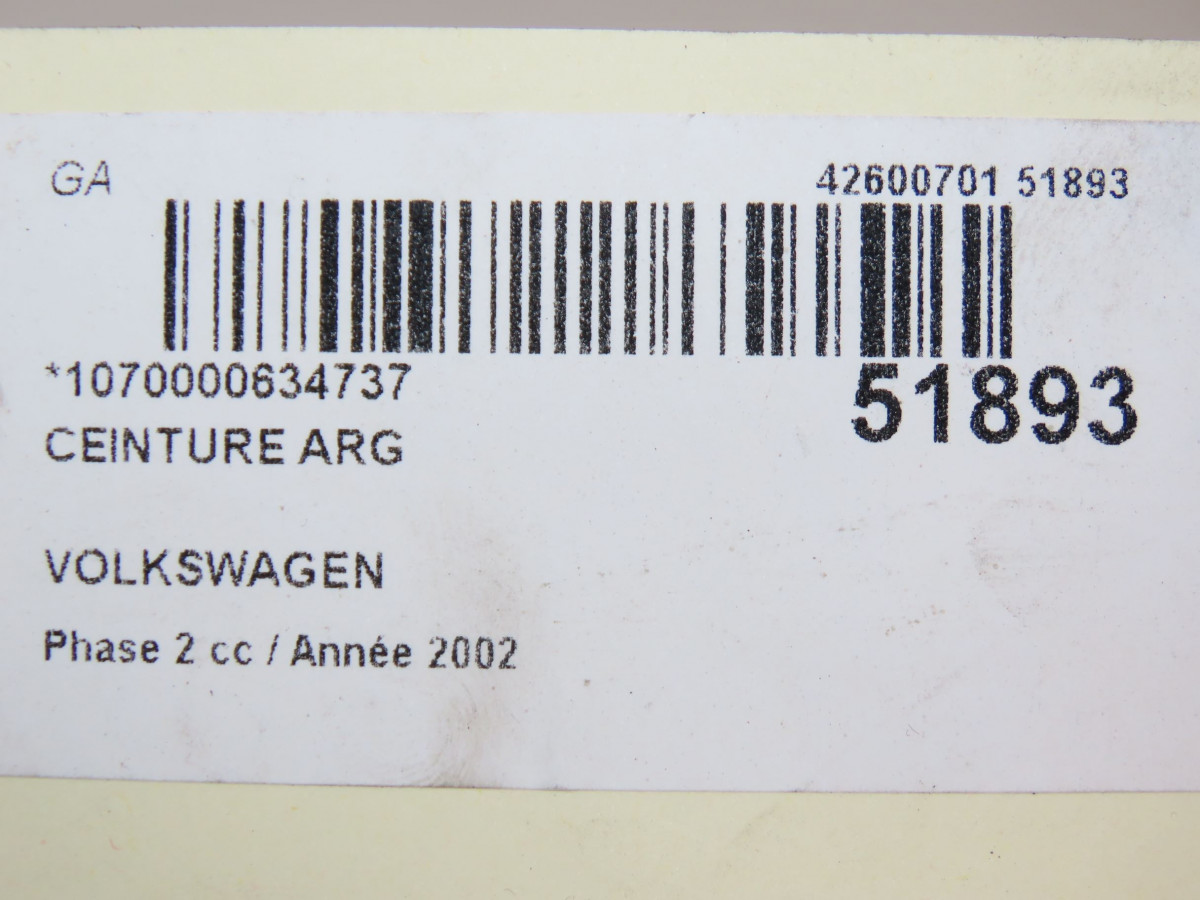 GA 42600701 51893
*1070000634737
51893
CEINTURE ARG
VOLKSWAGEN
Phase 2 cc / Année 2002